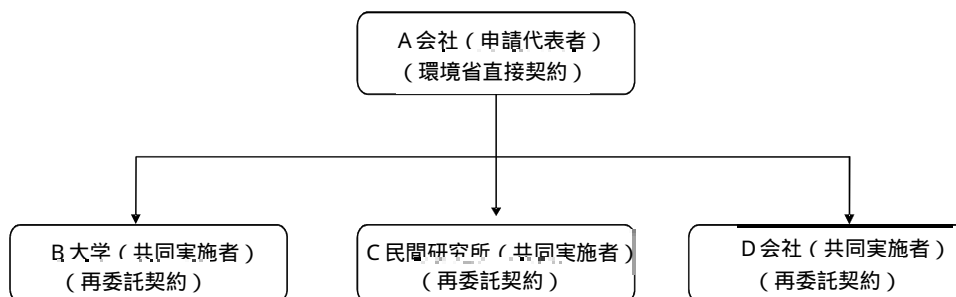 A会社（申請代表者）
（環境省直接契約）
B大学（共同実施者）
（再委託契約）
C民間研究所（共同実施者）
（再委託契約）
D会社（共同実施者）
（再委託契約）